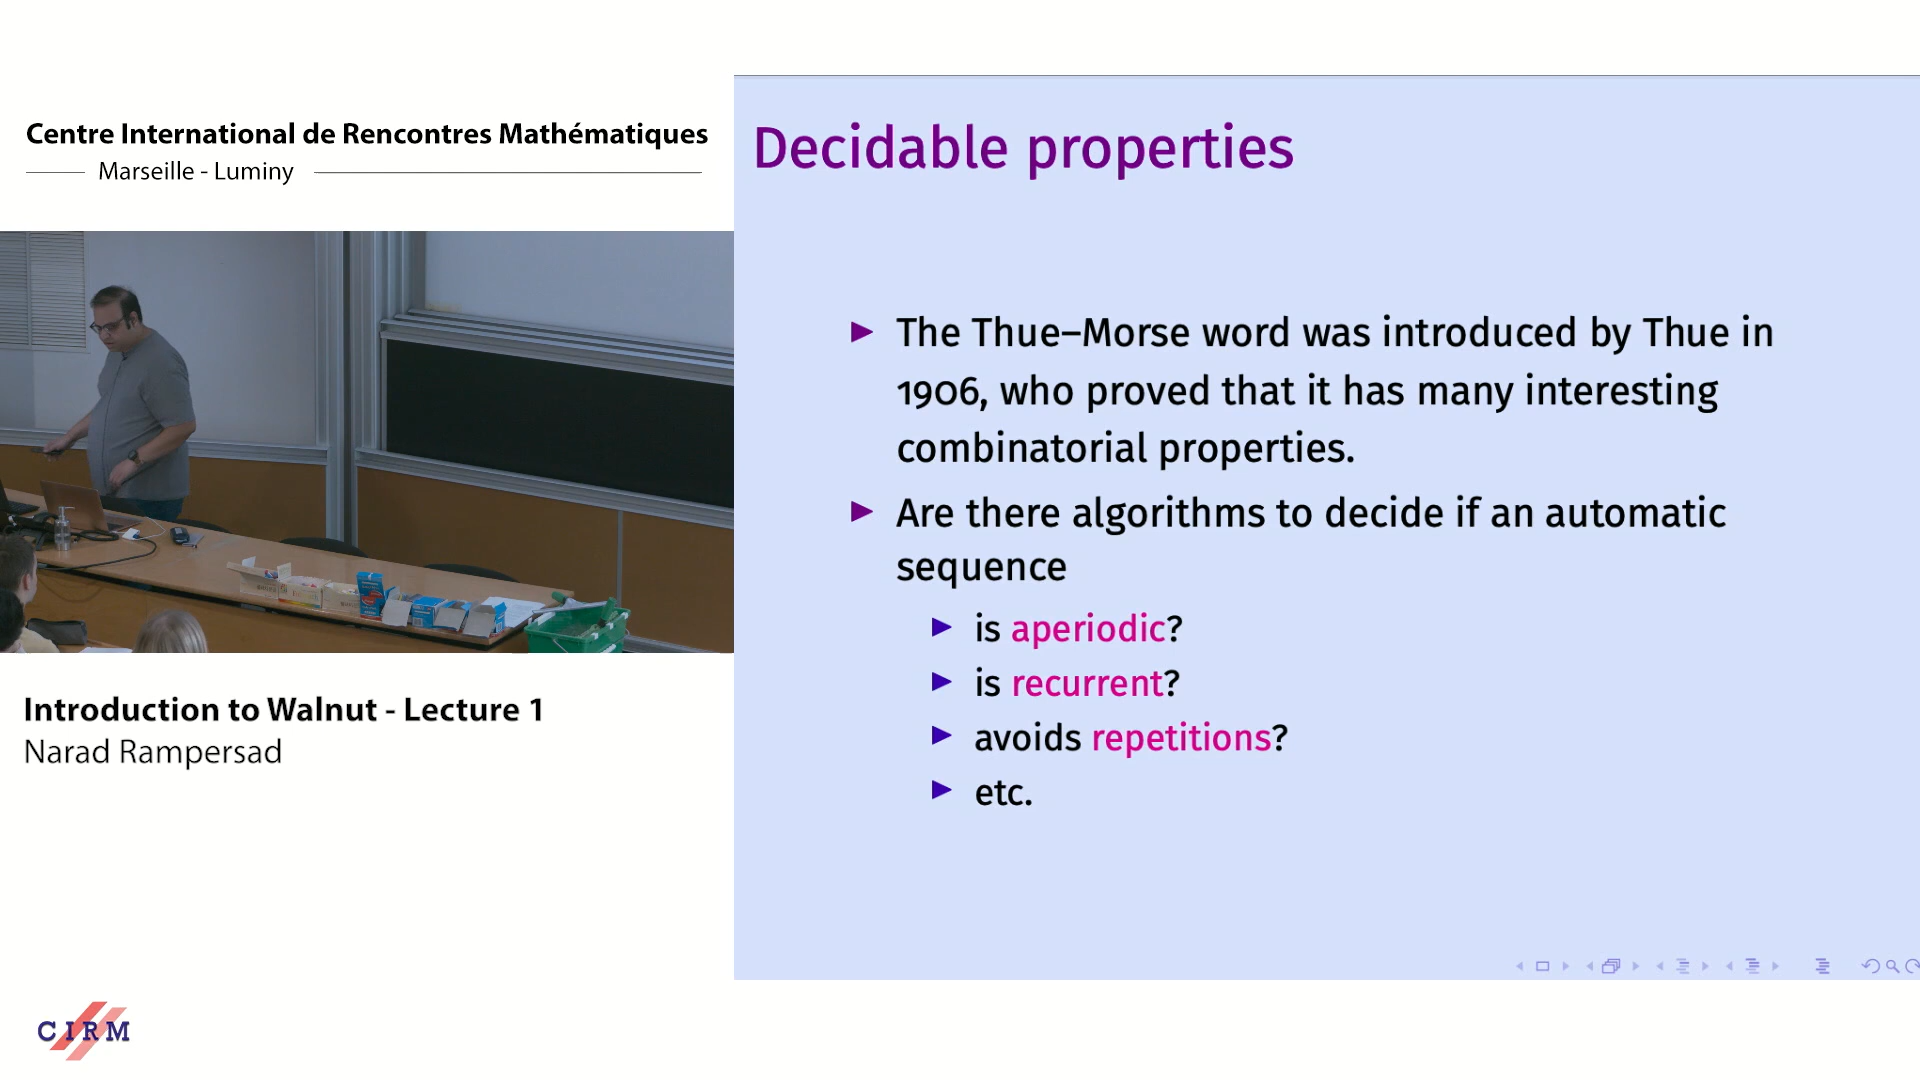 Centre International de Rencontres Mathématiques
Marseille - Luminy
Introduction to Walnut - Lecture 1
Narad Rampersad
CIRM
Decidable properties
The Thue–Morse word was introduced by Thue in
1906, who proved that it has many interesting
combinatorial properties.
Are there algorithms to decide if an automatic
sequence
is aperiodic?
is recurrent?
avoids repetitions?
etc.